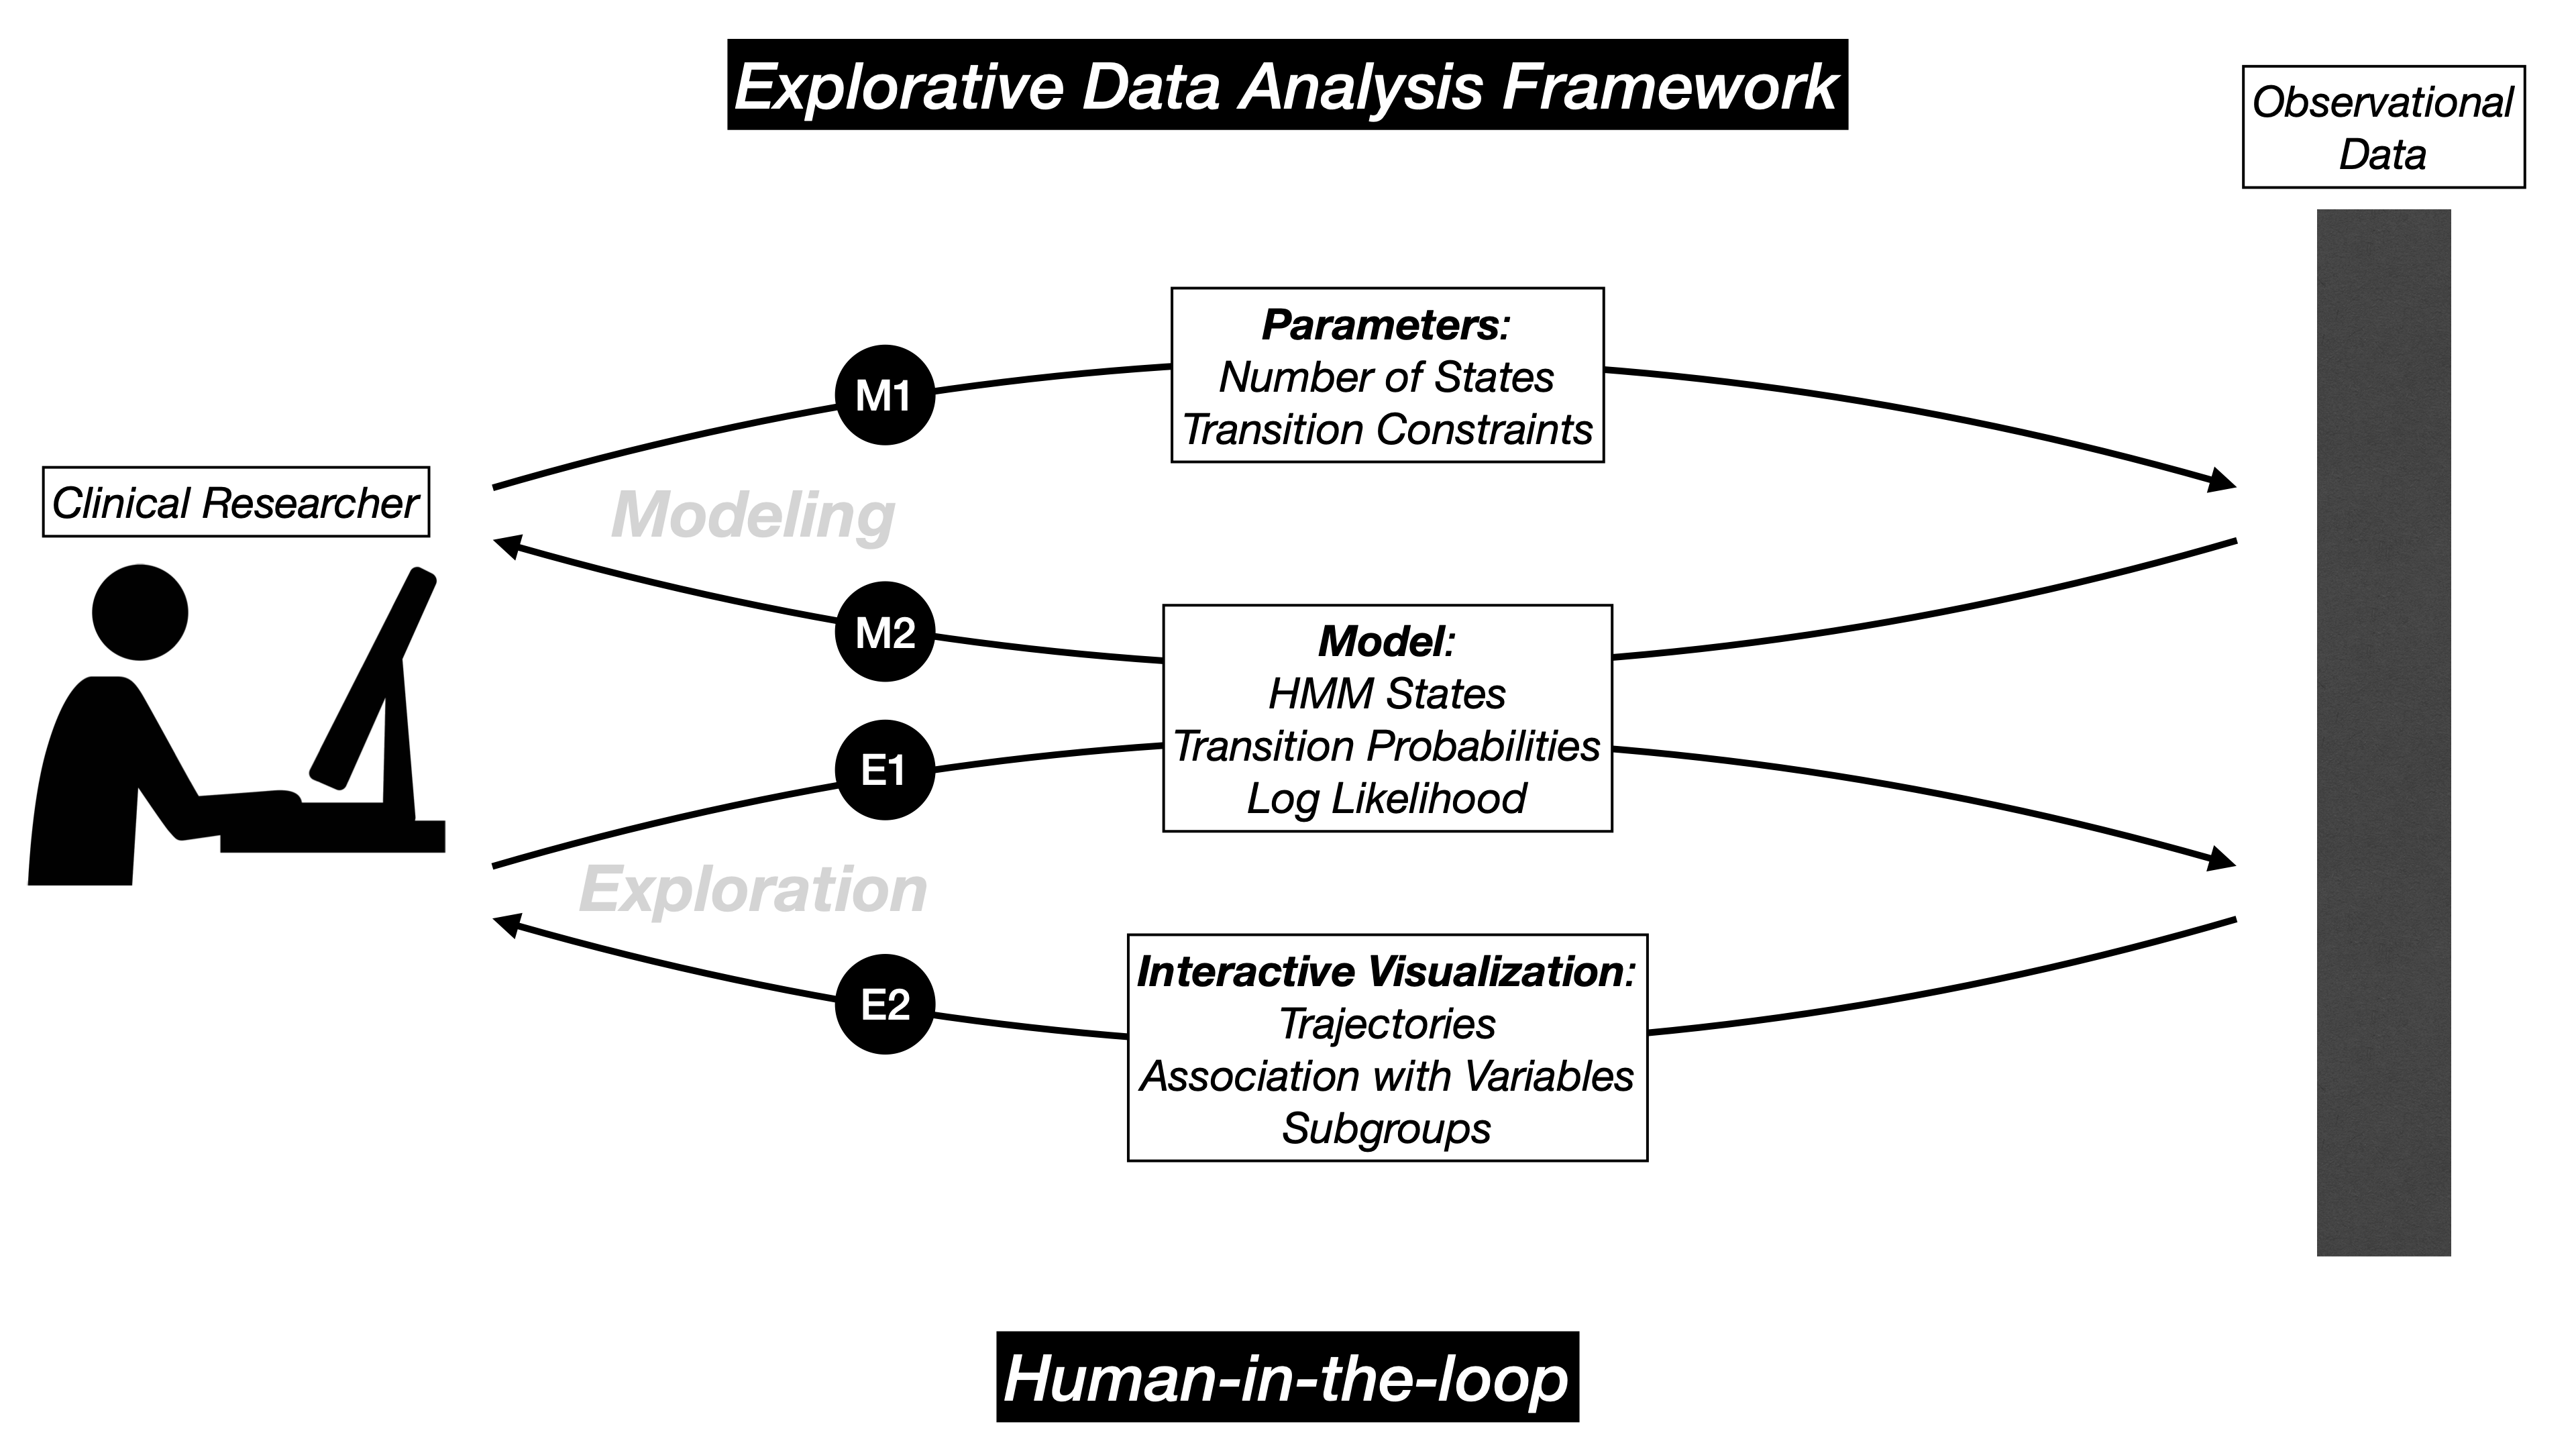 Explorative Data Analysis Framework
Observational
Data
Parameters:
Number of States
Transition Constraints
M1
Clinical Researcher
Modeling
M2
Model:
HMM States
Transition Probabilities
Log Likelihood
E1
Exploration
E2
Interactive Visualization:
Trajectories
Association with Variables
Subgroups
Human-in-the-loop